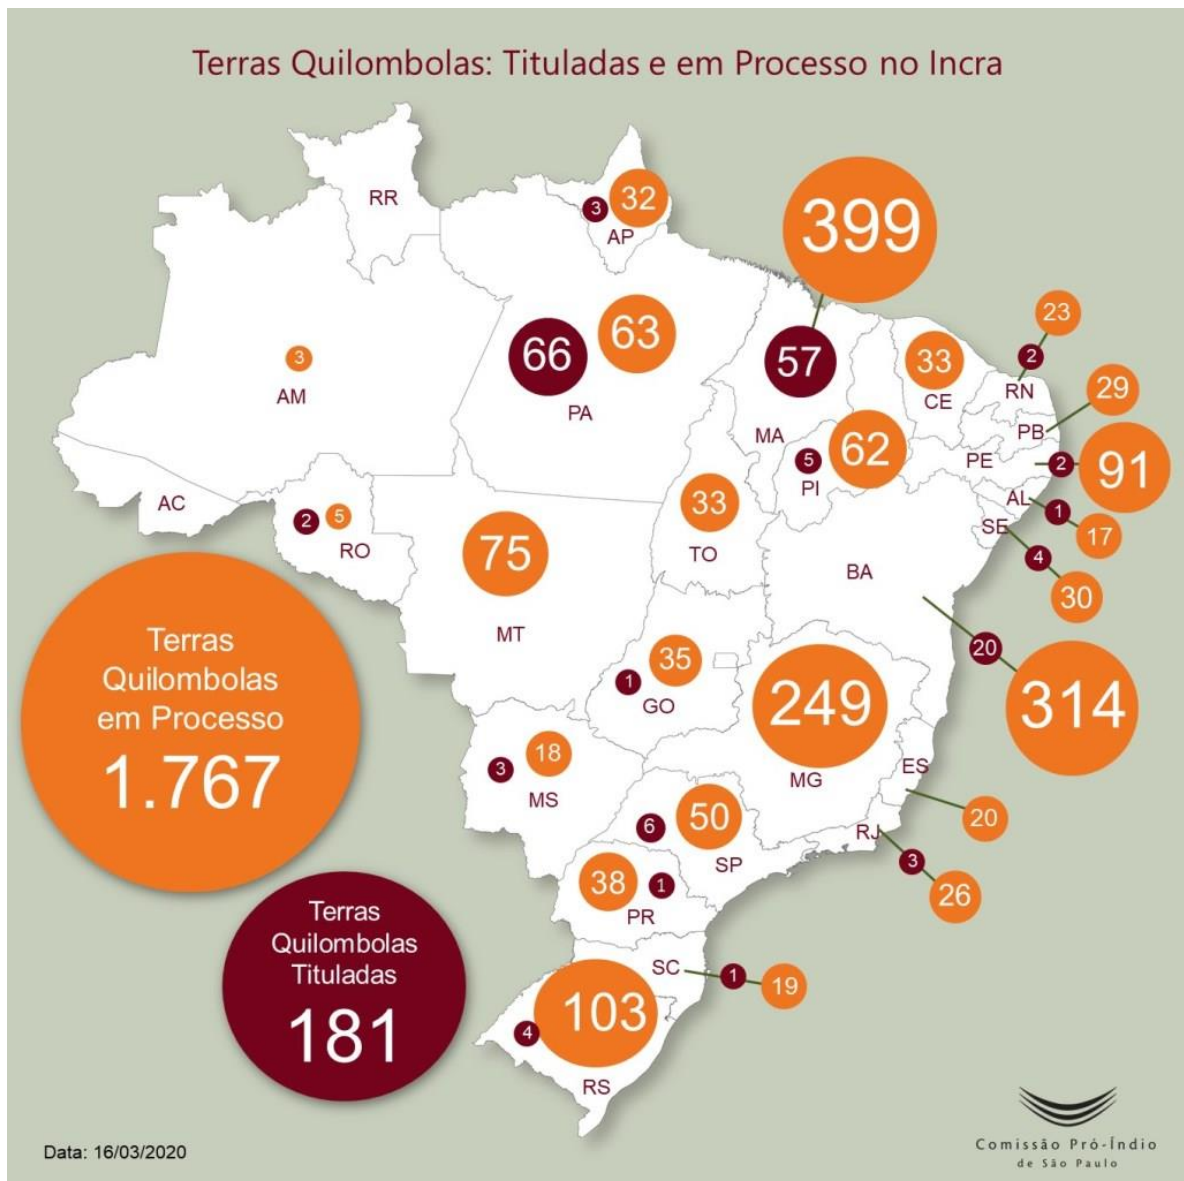 Terras Quilombolas: Tituladas e em Processo no Incra
RR
3
32
AP
399
66
63
PA
57
MA
33
CE
23
2
RN
29
PB
3
AM
5
62
PI
PE
2
91
AL
1
17
SE
4
30
AC
2
5
RO
75
MT
33
TO
BA
20
314
1
35
GO
249
MG
ES
20
3
18
MS
6
50
SP
RJ
3
26
38
1
PR
SC
1
19
103
4
RS
Terras
Quilombolas
em Processo
1.767
Terras
Quilombolas
Tituladas
181
Data: 16/03/2020
Comissão Pró-Índio
de São Paulo